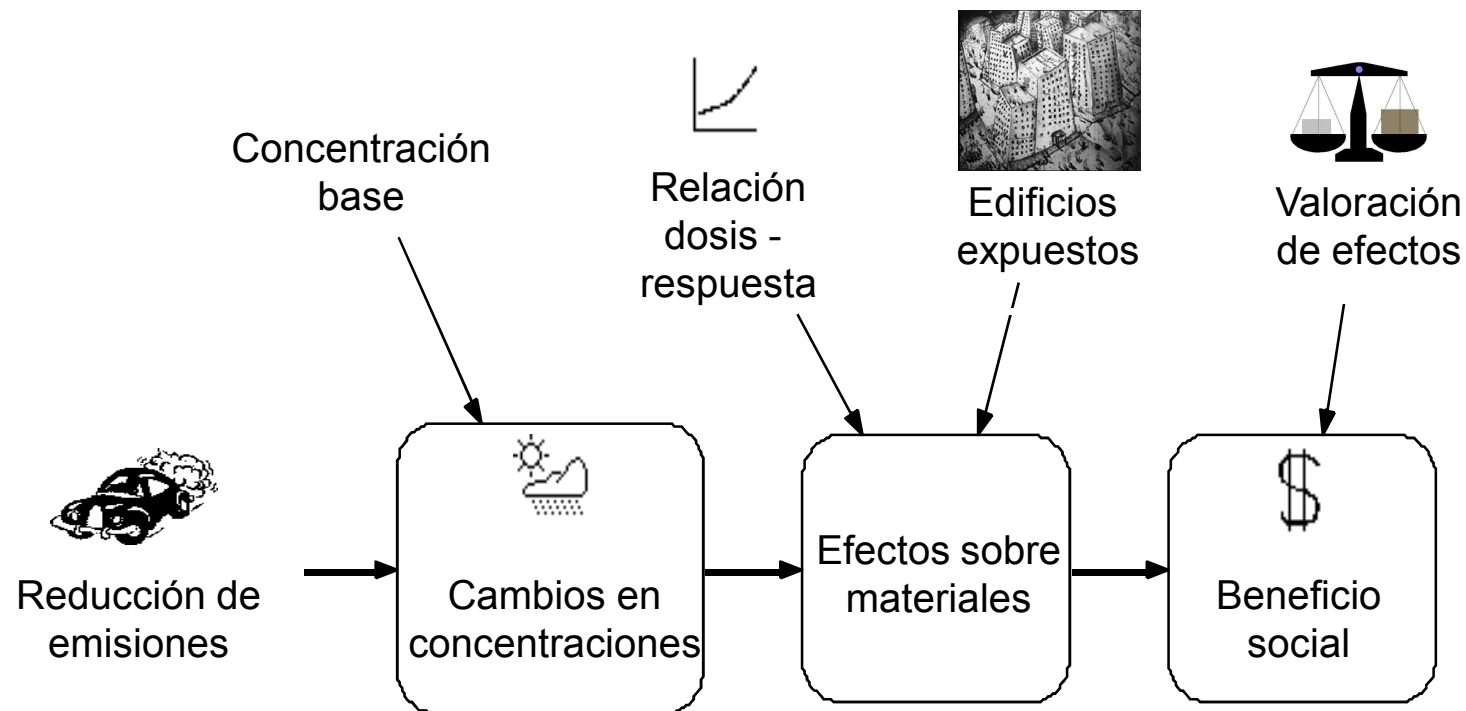 Concentración
base
Relación
dosis -
respuesta
Edificios
expuestos
Valoración
de efectos
Reducción de
emisiones
Cambios en
concentraciones
Efectos sobre
materiales
$
Beneficio
social